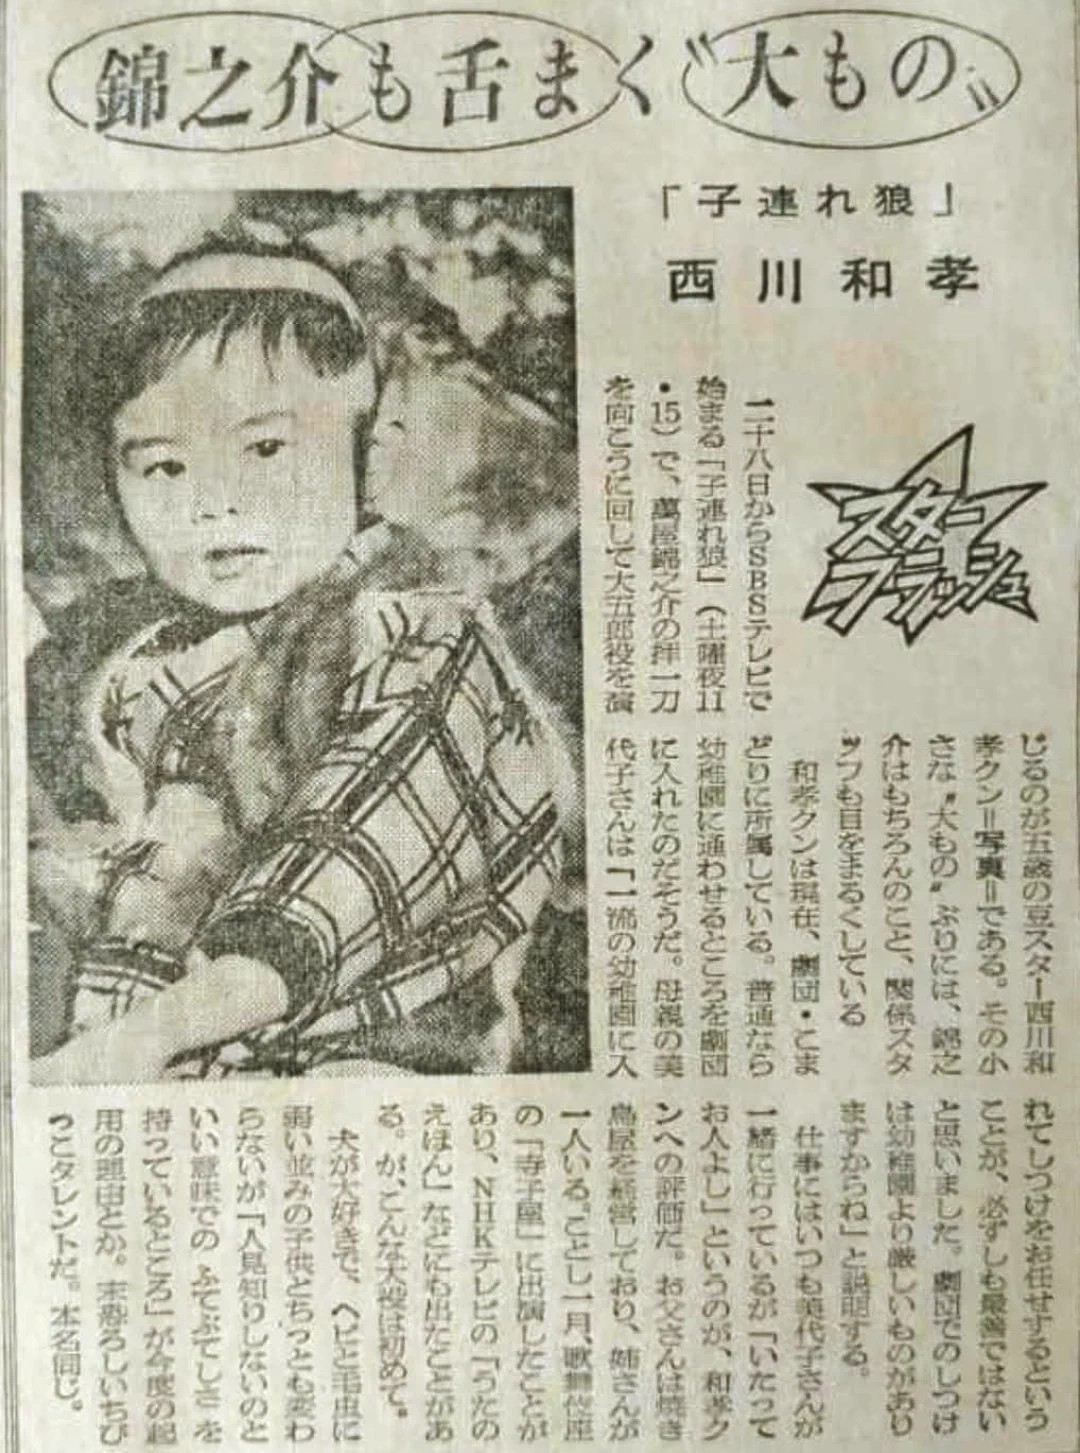 錦之介も舌まく〝大もの〟
「子連れ狼」
西川和孝
スター
フラッシュ
二十八日からSBSテレビで
始まる「子連れ狼」(土曜夜11
・15)で、萬屋錦之介の拝一刀
を向こうに回して大五郎役を演
じるのが五歳の豆スター西川和
孝クン=写真=である。その小
さな〝大もの〟ぶりには、錦之
介はもちろんのこと、関係スタ
ッフも目をまるくしている
和孝クンは現在、劇団・こま
どりに所属している。普通なら
幼稚園に通わせるところを劇団
に入れたのだそうだ。母親の美
代子さんは「一流の幼稚園に入
れてしつけをお任せするという
ことが、必ずしも最善ではない
と思いました。劇団でのしつけ
は幼稚園より厳しいものがあり
ますからね」と説明する。
仕事にはいつも美代子さんが
一緒に行っているが「いたって
お人よし」というのが、和孝ク
ンへの評価だ。お父さんは焼き
鳥屋を経営しており、姉さんが
一人いる。ことし一月、歌舞伎座
の「寺子屋」に出演したことが
あり、NHKテレビの「うたの
えほん」などにも出たことがあ
る。が、こんな大役は初めて。
犬が大好きで、ヘビと毛虫に
弱い並みの子供とちっとも変わ
らないが「人見知りしないのと
いい意味での ふてぶてしさ を
持っているところ」が今度の起
用の理由とか。末恐ろしいちび
っこタレントだ。本名同じ。